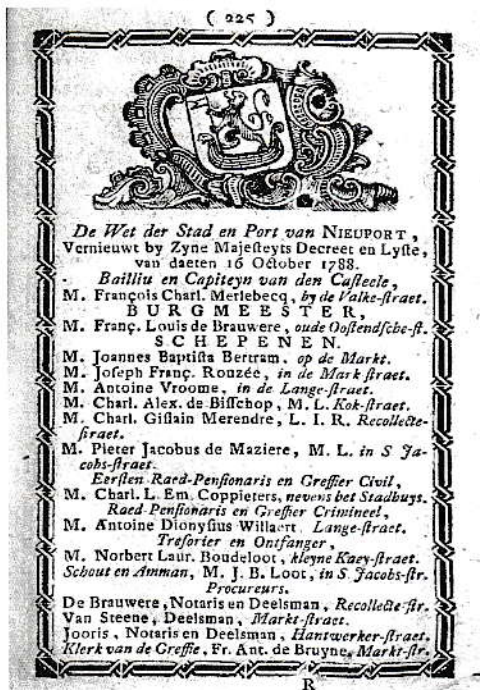 ( 225 )
De Wet der Stad en Port van NIEUPORT,
Vernieuwt by Zyne Majeſteyts Decreet en Lyſte,
van daeten 16 October 1788.
Bailliu en Capiteyn van den Caſteele,
M. François Charl. Merlebecq, by de Valke-ſtraet.
BURGMEESTER,
M. Franç. Louis de Brauwere, oude Ooſtendſche-ſt.
SCHEPENEN.
M. Joannes Baptiſta Bertram, op de Markt.
M. Joſeph Franç. Rouzée, in de Mark ſtraet.
M. Antoine Vroome, in de Lange-ſtraet.
M. Charl. Alex. de Biſſchop, M. L. Kok-ſtraet.
M. Charl. Giſlain Merendre, L. I. R. Recollecte-
ſtraet.
M. Pieter Jacobus de Maziere, M. L. in S Ja-
cobs-ſtraet.
Eerſten Raed-Penſionaris en Greffier Civil,
M. Charl. L. Em. Coppieters, nevens het Stadhuys.
Raed-Penſionaris en Greffier Crimineel,
M. Antoine Dionyſius Willaert, Lange-ſtraet.
Treſorier en Ontfanger,
M. Norbert Laur. Boudeloot, kleyne Kaey-ſtraet.
Schout en Amman, M. J. B. Loot, in S. Jacobs-ſtr.
Procureurs.
De Brauwere, Notaris en Deelsman, Recollecte-ſtr.
Van Steene, Deelsman, Markt-ſtraet.
Jooris, Notaris en Deelsman, Hantwerker-ſtraet.
Klerk van de Greffie, Fr. Ant. de Bruyne, Markt-ſtr.
R